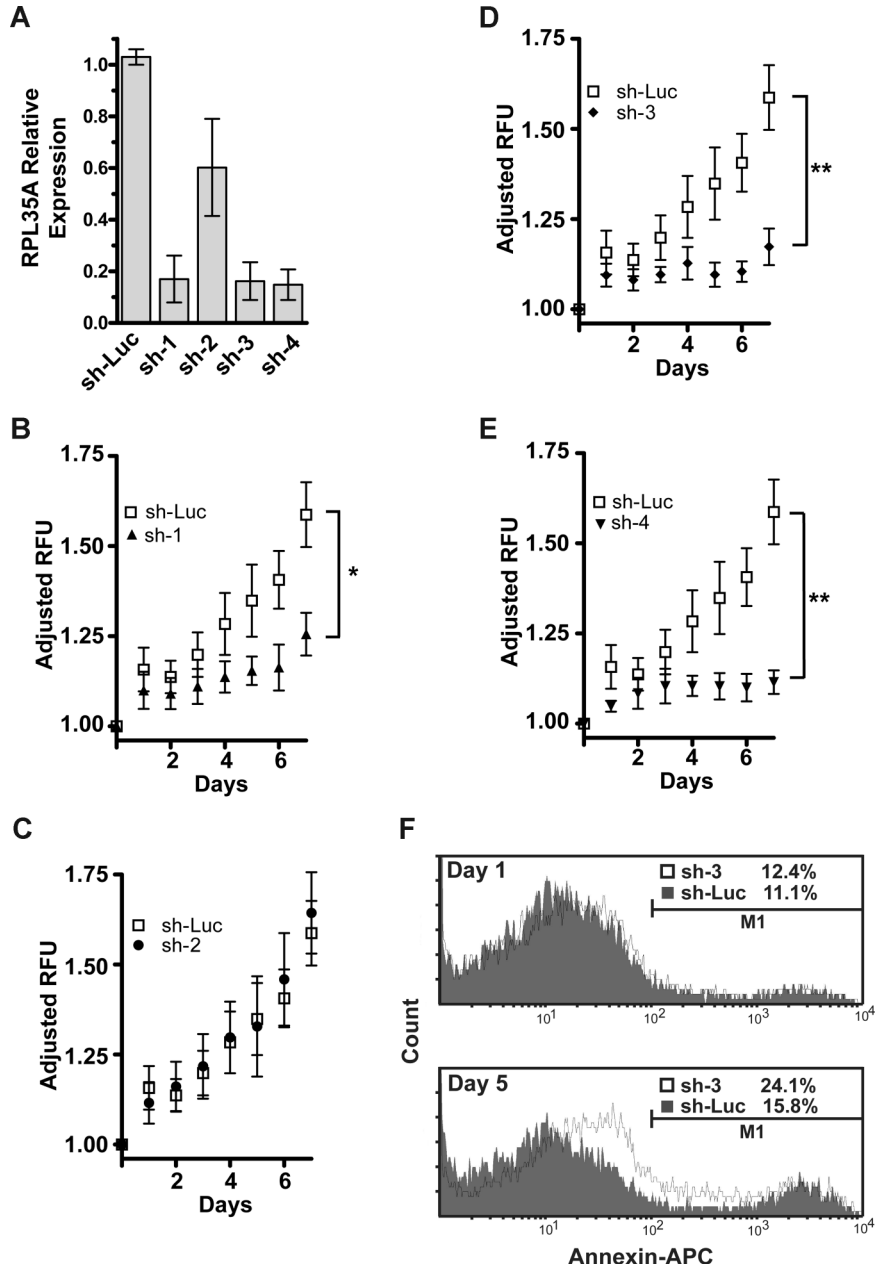 A
RPL35A Relative
Expression
1.0
0.8
0.6
0.4
0.2
0.0
sh-Luc
sh-1
sh-2
sh-3
sh-4
B
Adjusted RFU
1.75
1.50
1.25
1.00
sh-Luc
sh-1
*
2 4 6
Days
C
Adjusted RFU
1.75
1.50
1.25
1.00
sh-Luc
sh-2
2 4 6
Days
D
Adjusted RFU
1.75
1.50
1.25
1.00
sh-Luc
sh-3
**
2 4 6
Days
E
Adjusted RFU
1.75
1.50
1.25
1.00
sh-Luc
sh-4
**
2 4 6
Days
F
Count
Day 1
sh-3 12.4%
sh-Luc 11.1%
M1
10¹ 10² 10³ 10⁴
Day 5
sh-3 24.1%
sh-Luc 15.8%
M1
10¹ 10² 10³ 10⁴
Annexin-APC